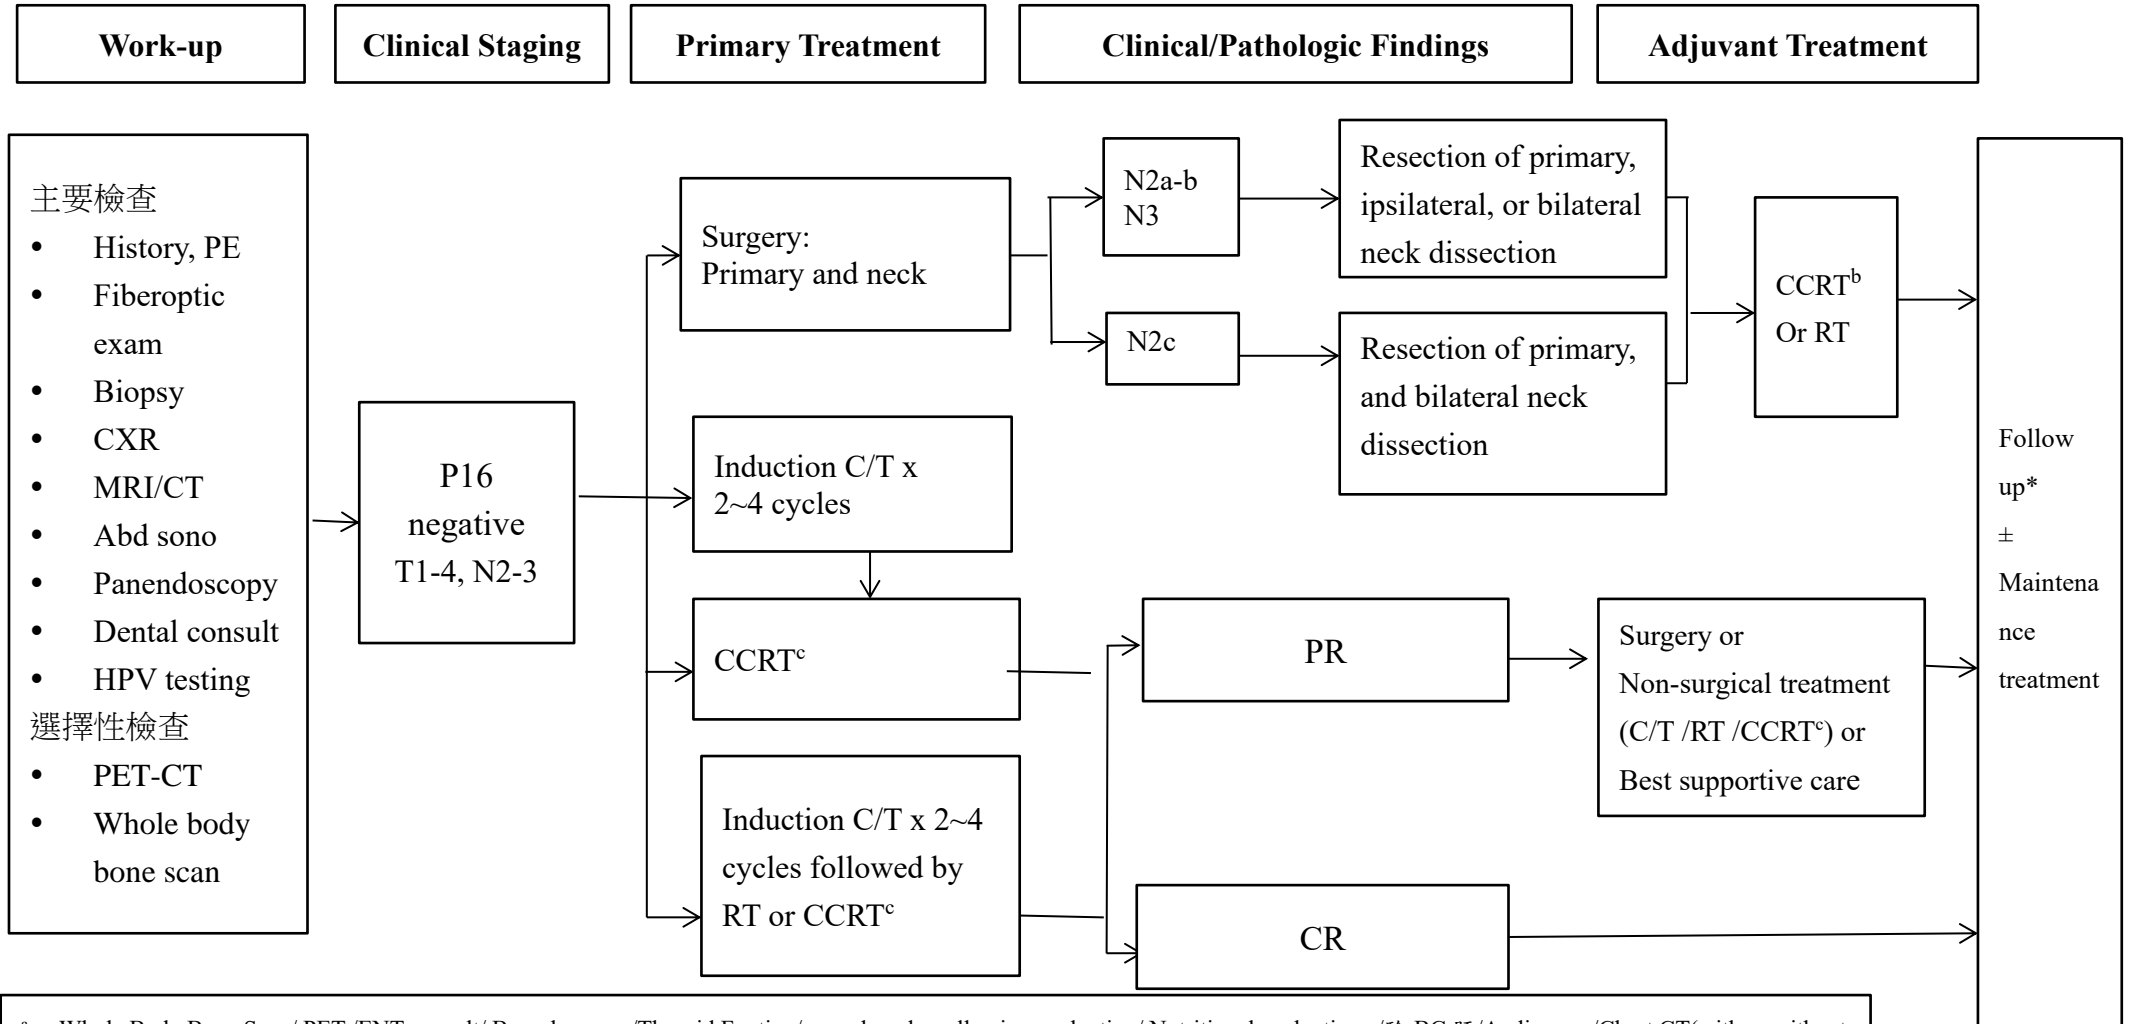 Work-up
Clinical Staging
Primary Treatment
Clinical/Pathologic Findings
Adjuvant Treatment
主要檢查
• History, PE
• Fiberoptic
exam
• Biopsy
• CXR
• MRI/CT
• Abd sono
• Panendoscopy
• Dental consult
• HPV testing
選擇性檢查
• PET-CT
• Whole body
bone scan
P16
negative
T1-4, N2-3
Surgery:
Primary and neck
Induction C/T x
2~4 cycles
CCRTᶜ
Induction C/T x 2~4
cycles followed by
RT or CCRTᶜ
N2a-b
N3
N2c
Resection of primary,
ipsilateral, or bilateral
neck dissection
Resection of primary,
and bilateral neck
dissection
PR
CR
CCRTᵇ
Or RT
Surgery or
Non-surgical treatment
(C/T /RT /CCRTᶜ) or
Best supportive care
Follow
up*
±
Maintena
nce
treatment